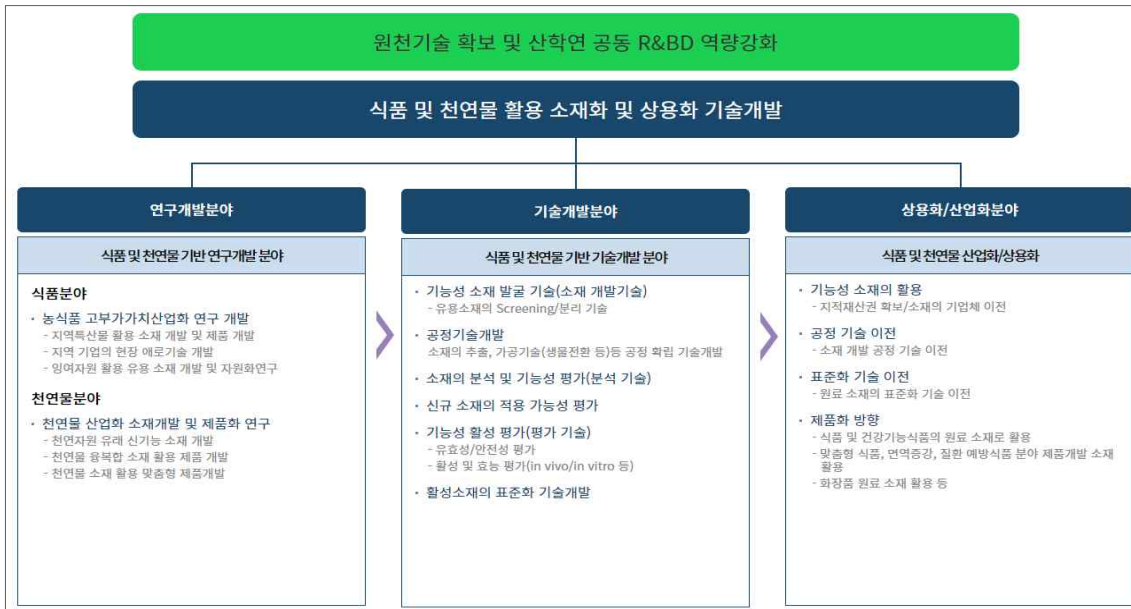 원천기술 확보 및 산학연 공동 R&BD 역량강화
식품 및 천연물 활용 소재화 및 상용화 기술개발
연구개발분야
식품 및 천연물 기반 연구개발 분야
식품분야
· 농식품 고부가가치산업화 연구 개발
- 지역특산물 활용 소재 개발 및 제품 개발
- 지역 기업의 현장 애로기술 개발
- 잉여자원 활용 유용 소재 개발 및 자원화연구
천연물분야
· 천연물 산업화 소재개발 및 제품화 연구
- 천연자원 유래 신기능 소재 개발
- 천연물 융복합 소재 활용 제품 개발
- 천연물 소재 활용 맞춤형 제품개발
기술개발분야
식품 및 천연물 기반 기술개발 분야
· 기능성 소재 발굴 기술(소재 개발기술)
- 유용소재의 Screening/분리 기술
· 공정기술개발
소재의 추출, 가공기술(생물전환 등)등 공정 확립 기술개발
· 소재의 분석 및 기능성 평가(분석 기술)
· 신규 소재의 적용 가능성 평가
· 기능성 활성 평가(평가 기술)
- 유효성/안전성 평가
- 활성 및 효능 평가(in vivo/in vitro 등)
· 활성소재의 표준화 기술개발
상용화/산업화분야
식품 및 천연물 산업화/상용화
· 기능성 소재의 활용
- 지적재산권 확보/소재의 기업체 이전
· 공정 기술 이전
- 소재 개발 공정 기술 이전
· 표준화 기술 이전
- 원료 소재의 표준화 기술 이전
· 제품화 방향
- 식품 및 건강기능식품의 원료 소재로 활용
- 맞춤형 식품, 면역증강, 질환 예방식품 분야 제품개발 소재
활용
- 화장품 원료 소재 활용 등